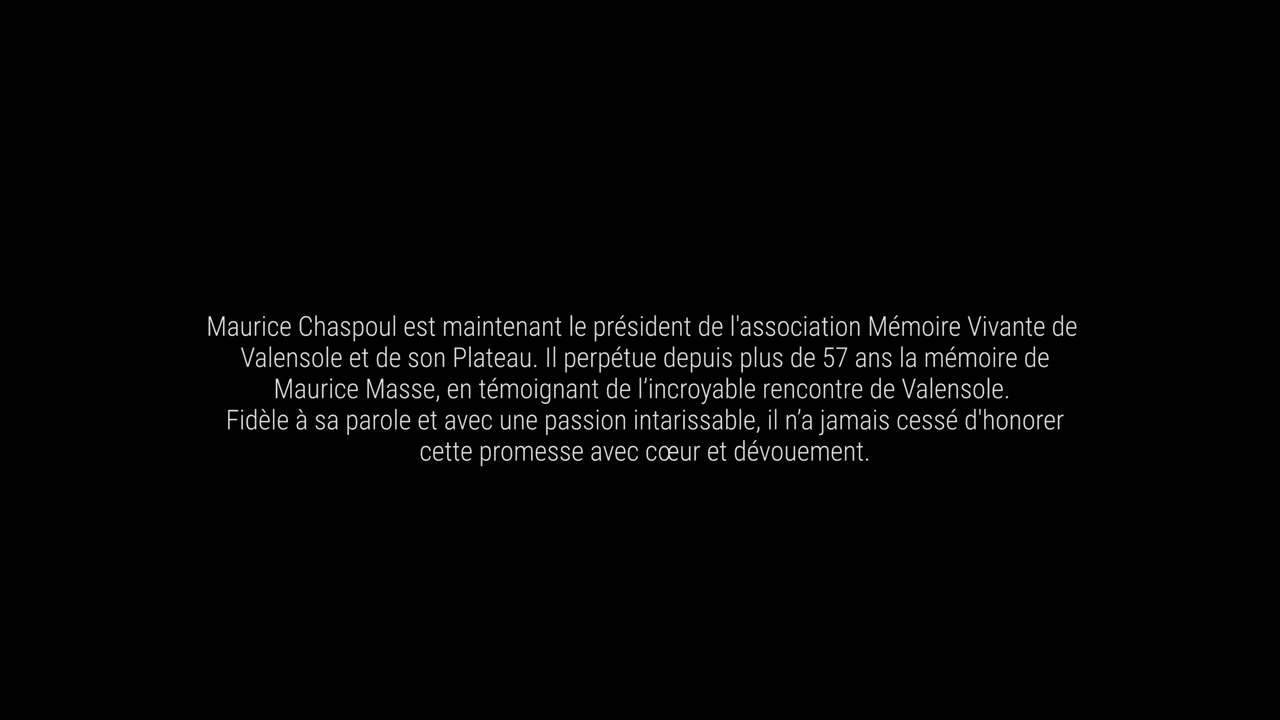 Maurice Chaspoul est maintenant le président de l'association Mémoire Vivante de
Valensole et de son Plateau. Il perpétue depuis plus de 57 ans la mémoire de
Maurice Masse, en témoignant de l’incroyable rencontre de Valensole.
Fidèle à sa parole et avec une passion intarissable, il n’a jamais cessé d'honorer
cette promesse avec cœur et dévouement.